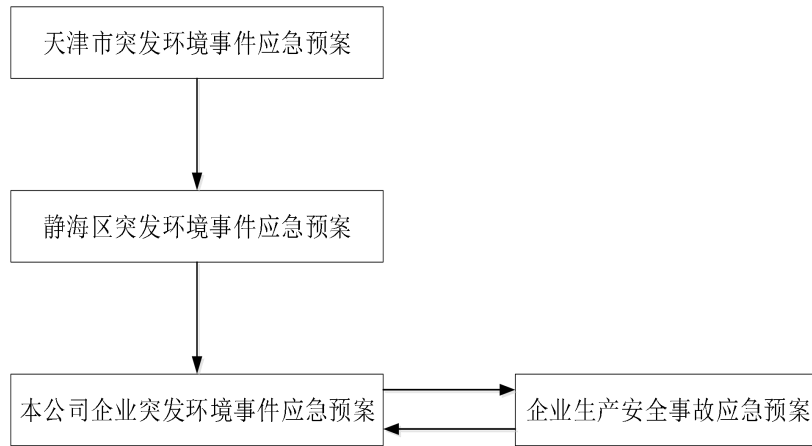 天津市突发环境事件应急预案
静海区突发环境事件应急预案
本公司企业突发环境事件应急预案
企业生产安全事故应急预案